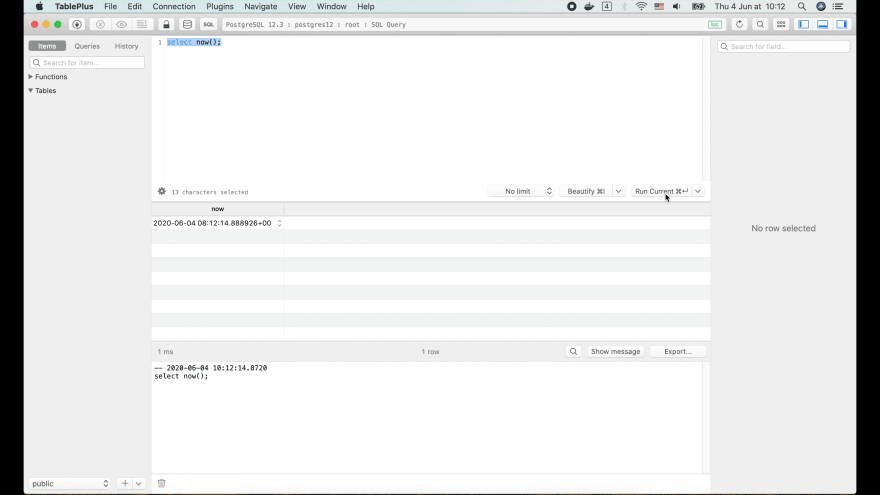 TablePlus File Edit Connection Plugins Navigate View Window Help 4 Thu 4 Jun at 10:12
SQL PostgreSQL 12.3 : postgres12 : root : SQL Query loc
Items Queries History
Search for item...
Functions
Tables
1 select now();
Search for field...
13 characters selected No limit Beautify ⌘I Run Current ⌘↵
now
2020-06-04 08:12:14.888926+00
No row selected
1 ms 1 row Show message Export...
-- 2020-06-04 10:12:14.8720
select now();
public